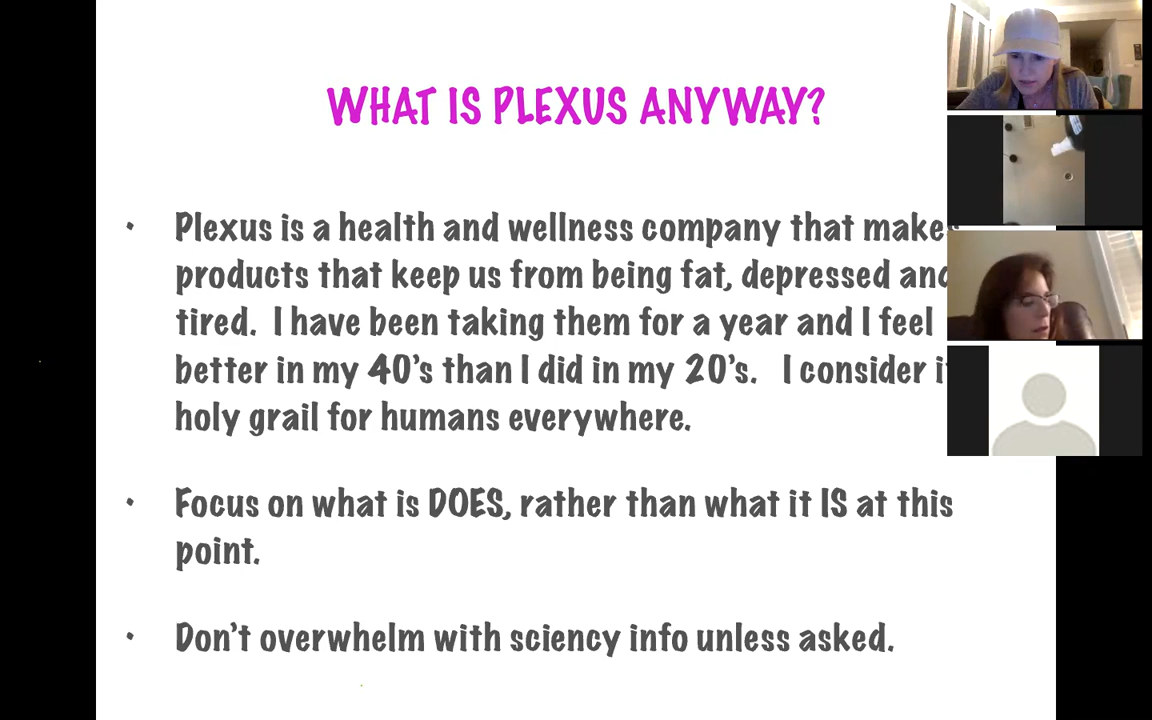 WHAT IS PLEXUS ANYWAY?
• Plexus is a health and wellness company that makes
products that keep us from being fat, depressed and
tired. I have been taking them for a year and I feel
better in my 40's than I did in my 20's. I consider it
holy grail for humans everywhere.
• Focus on what is DOES, rather than what it IS at this
point.
• Don't overwhelm with sciency info unless asked.